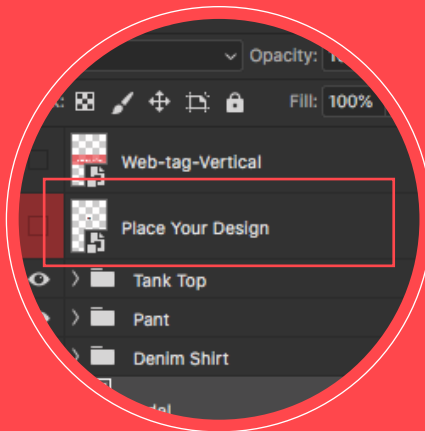 Opacity:
Fill: 100%
Web-tag-Vertical
Place Your Design
Tank Top
Pant
Denim Shirt